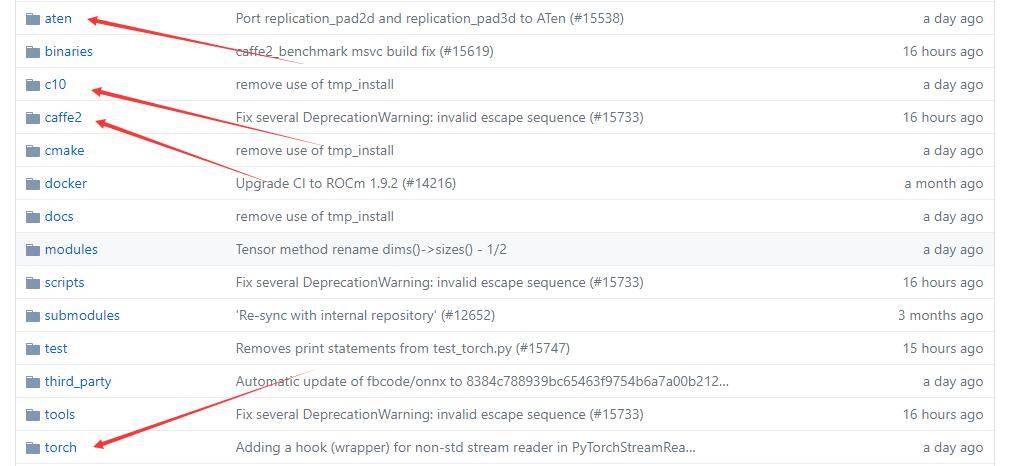 aten Port replication_pad2d and replication_pad3d to ATen (#15538) a day ago
binaries caffe2_benchmark msvc build fix (#15619) 16 hours ago
c10 remove use of tmp_install a day ago
caffe2 Fix several DeprecationWarning: invalid escape sequence (#15733) 16 hours ago
cmake remove use of tmp_install a day ago
docker Upgrade CI to ROCm 1.9.2 (#14216) a month ago
docs remove use of tmp_install a day ago
modules Tensor method rename dims()->sizes() - 1/2 a day ago
scripts Fix several DeprecationWarning: invalid escape sequence (#15733) 16 hours ago
submodules 'Re-sync with internal repository' (#12652) 3 months ago
test Removes print statements from test_torch.py (#15747) 15 hours ago
third_party Automatic update of fbcode/onnx to 8384c788939bc65463f9754b6a7a00b212... a day ago
tools Fix several DeprecationWarning: invalid escape sequence (#15733) 16 hours ago
torch Adding a hook (wrapper) for non-std stream reader in PyTorchStreamRea... a day ago